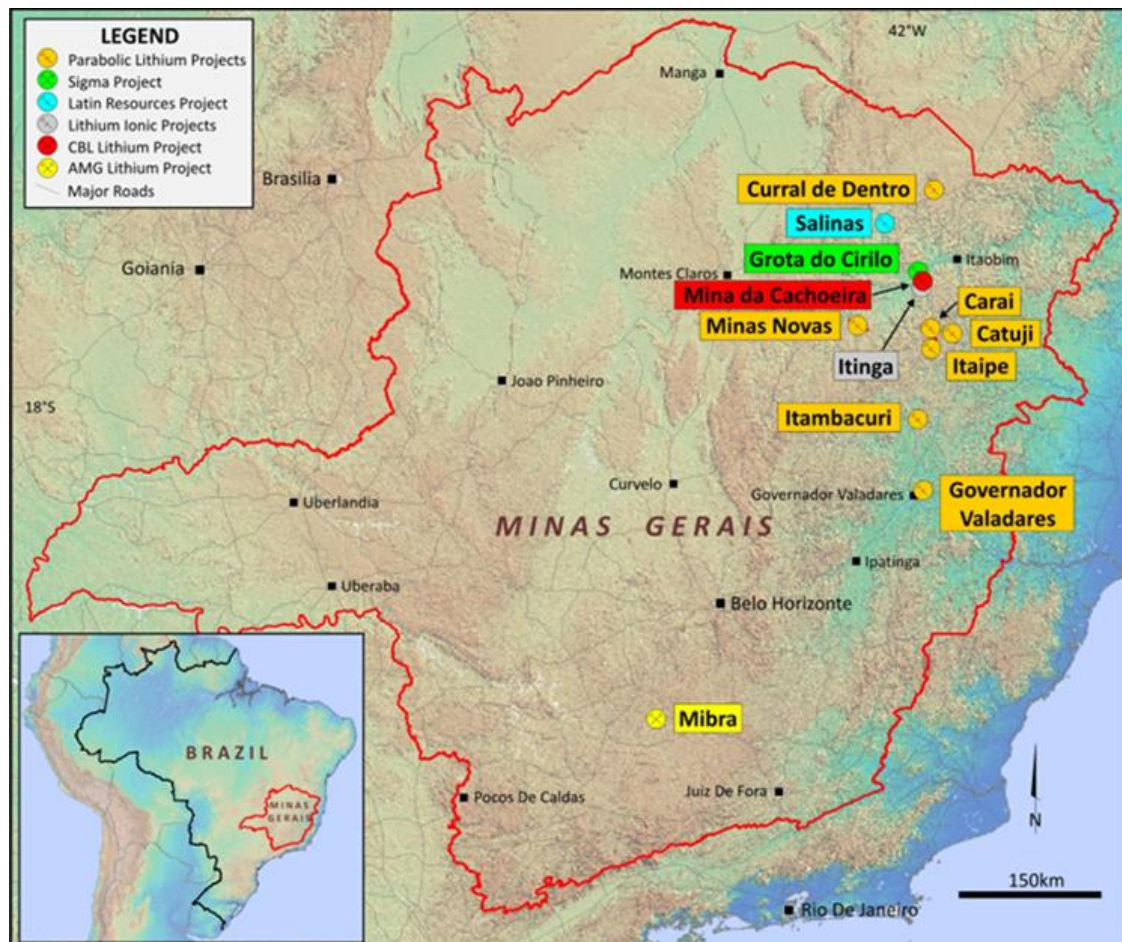 LEGEND
Parabolic Lithium Projects
Sigma Project
Latin Resources Project
Lithium Ionic Projects
CBL Lithium Project
AMG Lithium Project
Major Roads
42°W
Manga
Brasilia
Curral de Dentro
Salinas
Goiania
Grota do Cirilo
Itaobim
Montes Claros
Mina da Cachoeira
Carai
Minas Novas
Catuji
Itinga
Itaipe
Joao Pinheiro
18°S
Itambacuri
Curvelo
Governador Valadares
Governador
Valadares
Uberlandia
MINAS GERAIS
Ipatinga
Uberaba
Belo Horizonte
Mibra
BRAZIL
MINAS
GERAIS
Pocos De Caldas
Juiz De Fora
N
150km
Rio De Janeiro